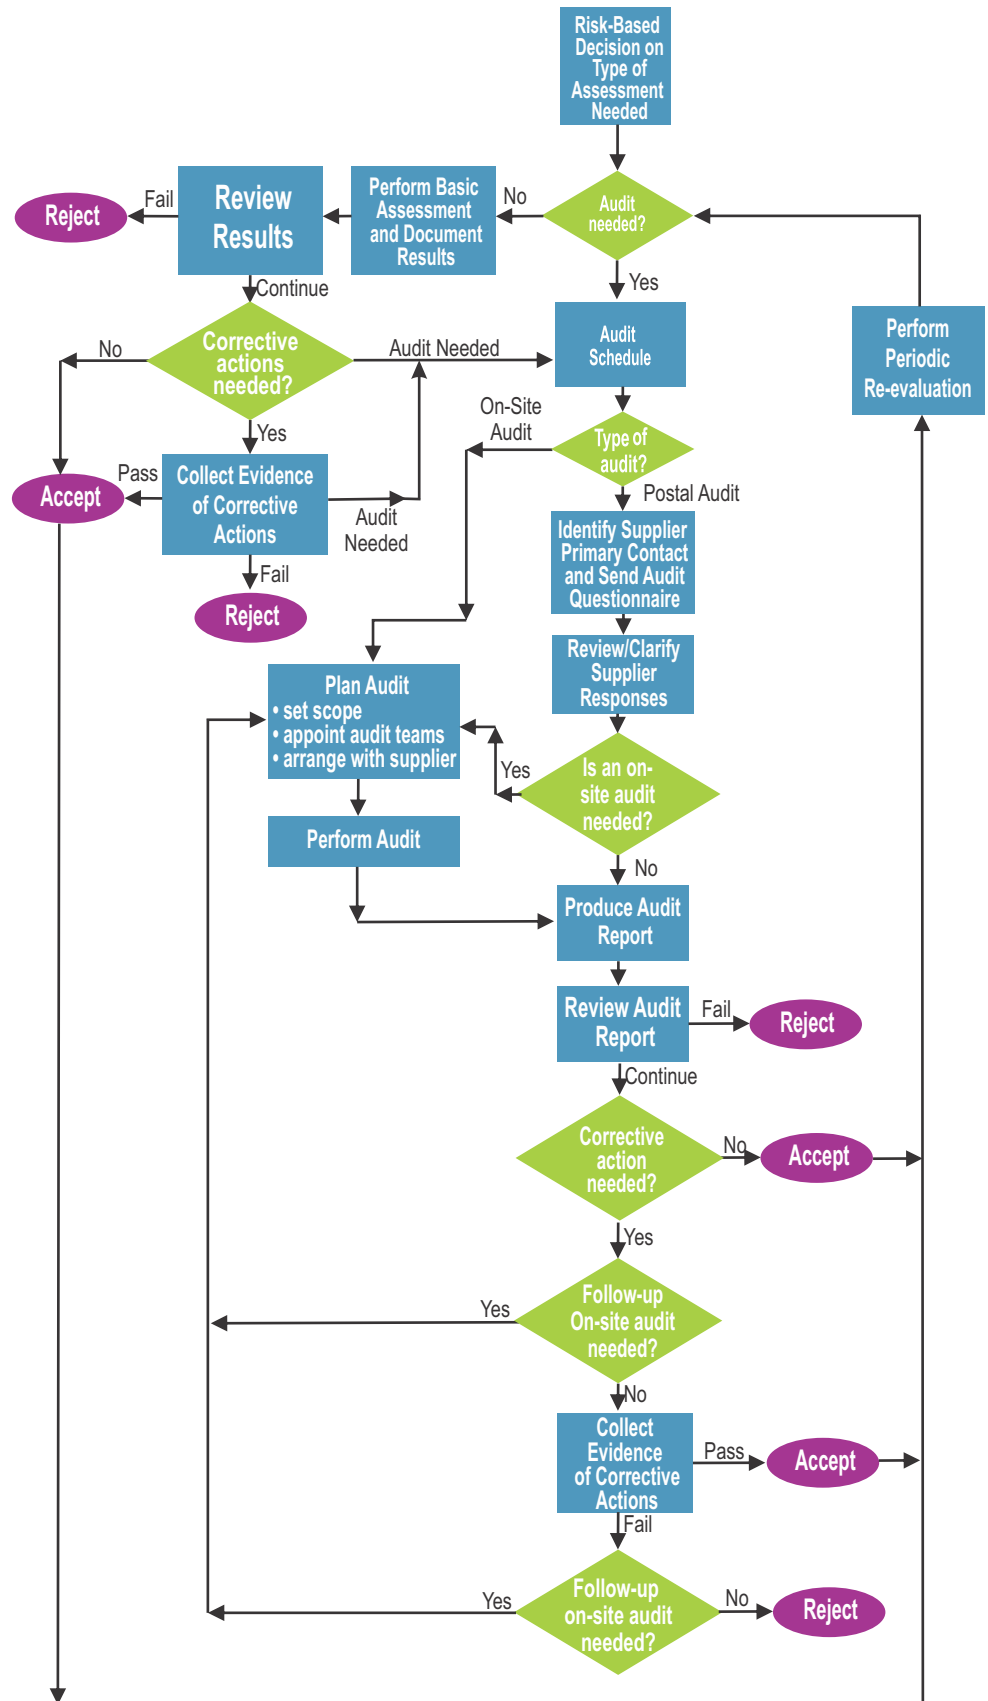 Risk-Based
Decision on
Type of
Assessment
Needed
Audit
needed?
No
Perform Basic
Assessment
and Document
Results
Review
Results
Fail
Reject
Continue
Yes
Audit
Schedule
Perform
Periodic
Re-evaluation
Corrective
actions
needed?
No
Audit Needed
Yes
On-Site
Audit
Type of
audit?
Pass
Accept
Collect Evidence
of Corrective
Actions
Audit
Needed
Fail
Reject
Postal Audit
Identify Supplier
Primary Contact
and Send Audit
Questionnaire
Review/Clarify
Supplier
Responses
Plan Audit
• set scope
• appoint audit teams
• arrange with supplier
Yes
Is an on-
site audit
needed?
Perform Audit
No
Produce Audit
Report
Review Audit
Report
Fail
Reject
Continue
Corrective
action
needed?
No
Accept
Yes
Follow-up
On-site audit
needed?
Yes
No
Collect
Evidence
of Corrective
Actions
Pass
Accept
Fail
Follow-up
on-site audit
needed?
Yes
No
Reject